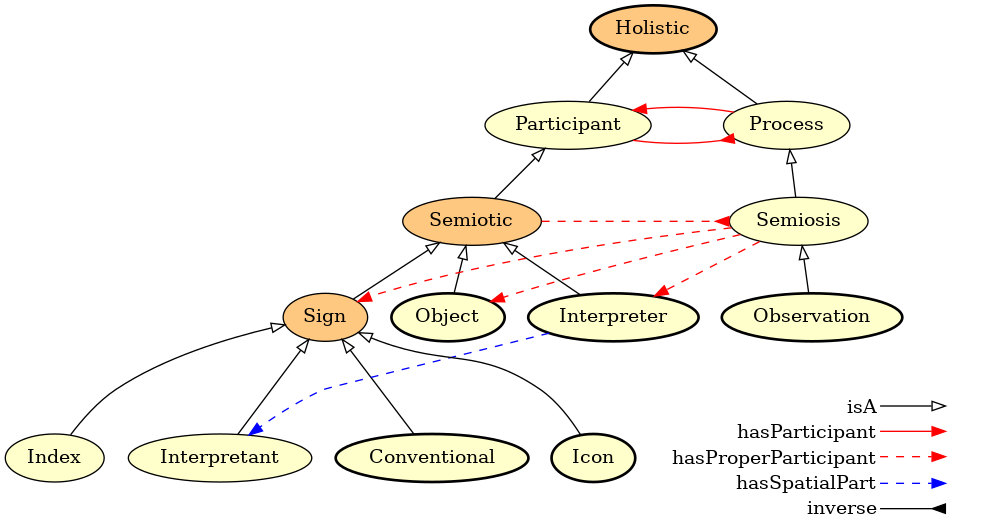 Holistic
Participant
Process
Semiotic
Semiosis
Sign
Object
Interpreter
Observation
Index
Interpretant
Conventional
Icon
isA
hasParticipant
hasProperParticipant
hasSpatialPart
inverse